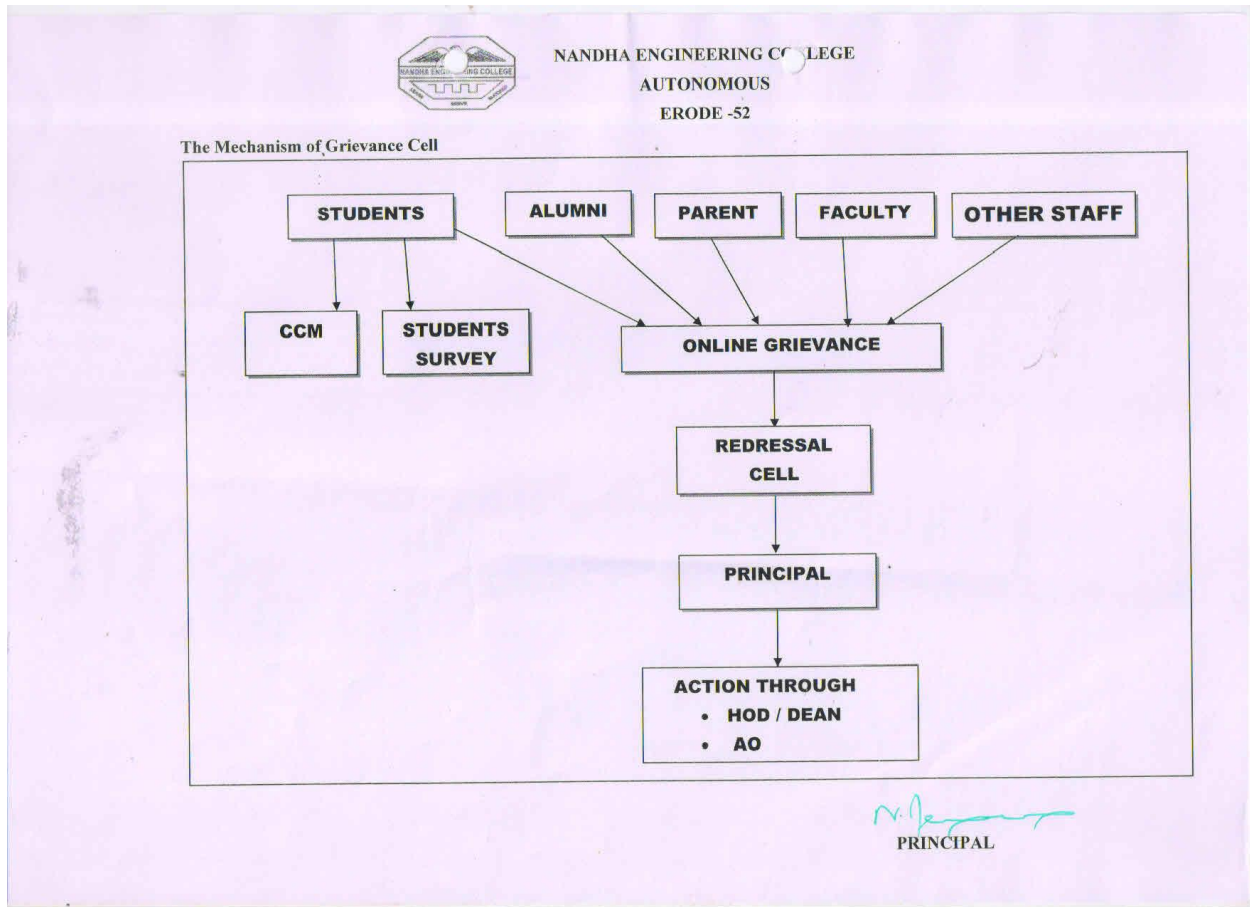 NANDHA ENGINEERING COLLEGE
AUTONOMOUS
ERODE -52
The Mechanism of Grievance Cell
STUDENTS
ALUMNI
PARENT
FACULTY
OTHER STAFF
CCM
STUDENTS
SURVEY
ONLINE GRIEVANCE
REDRESSAL
CELL
PRINCIPAL
ACTION THROUGH
• HOD / DEAN
• AO
PRINCIPAL